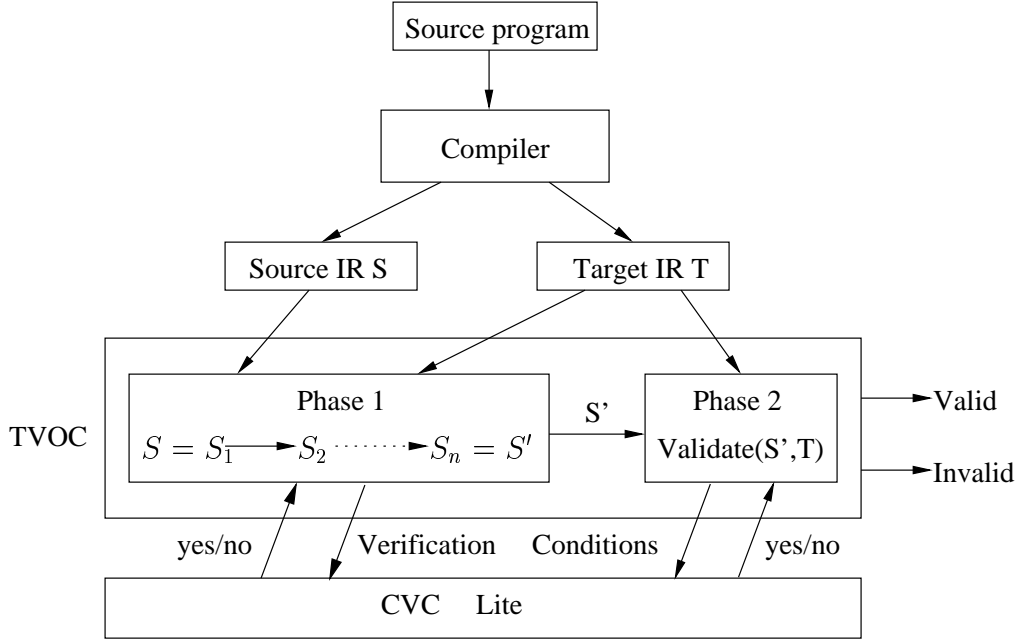 Source program
Compiler
Source IR S
Target IR T
TVOC
Phase 1
S = S₁ S₂ Sₙ = S′
S’
Phase 2
Validate(S’,T)
Valid
Invalid
yes/no
Verification Conditions
yes/no
CVC Lite